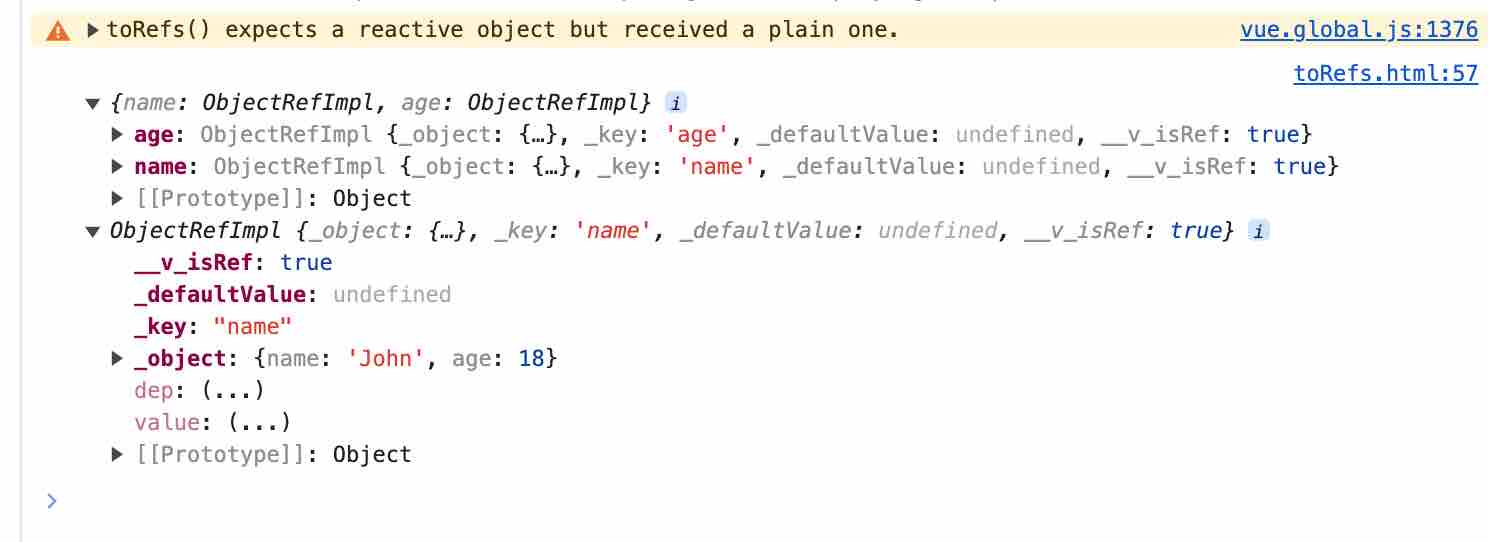 toRefs() expects a reactive object but received a plain one. vue.global.js:1376
toRefs.html:57
{name: ObjectRefImpl, age: ObjectRefImpl} i
age: ObjectRefImpl {_object: {…}, _key: 'age', _defaultValue: undefined, __v_isRef: true}
name: ObjectRefImpl {_object: {…}, _key: 'name', _defaultValue: undefined, __v_isRef: true}
[[Prototype]]: Object
ObjectRefImpl {_object: {…}, _key: 'name', _defaultValue: undefined, __v_isRef: true} i
__v_isRef: true
_defaultValue: undefined
_key: "name"
_object: {name: 'John', age: 18}
dep: (...)
value: (...)
[[Prototype]]: Object